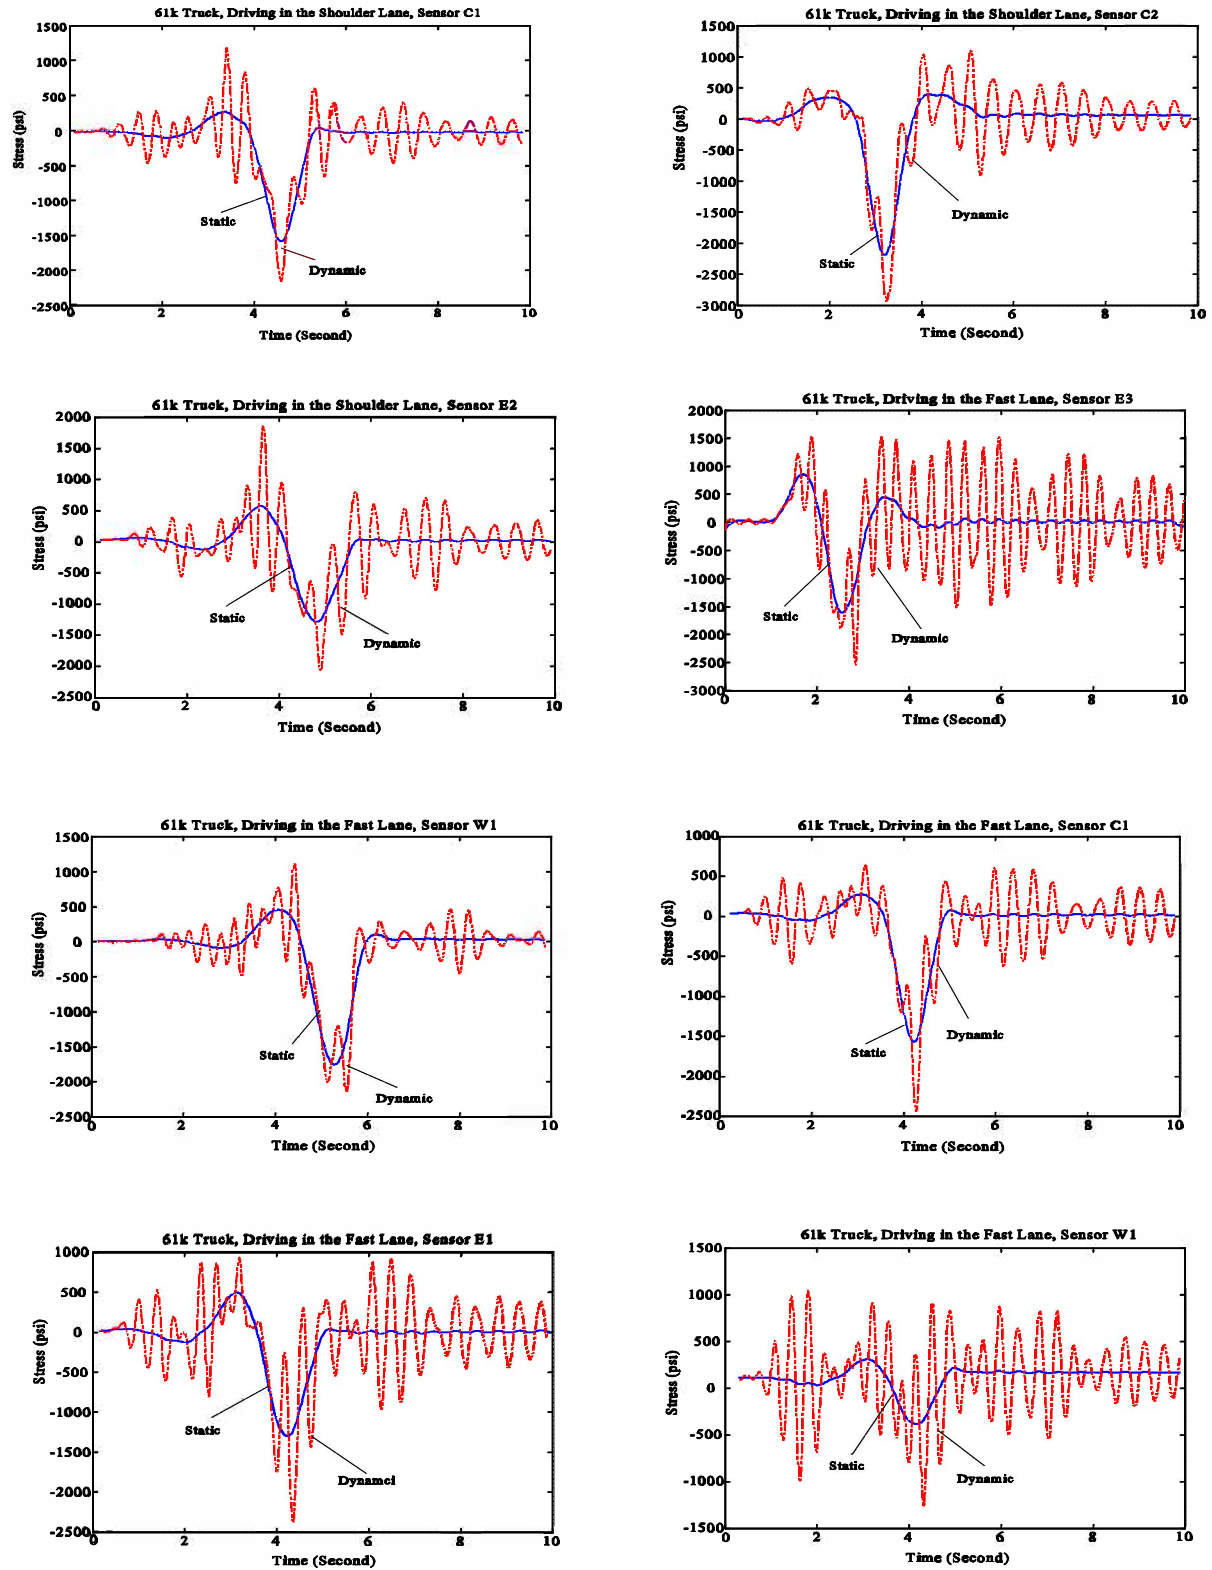 61k Truck, Driving in the Shoulder Lane, Sensor C1
1500
1000
500
0
-500
-1000
-1500
-2000
-2500
Stress (psi)
Static
Dynamic
0 2 4 6 8 10
Time (Second)
61k Truck, Driving in the Shoulder Lane, Sensor C2
1500
1000
500
0
-500
-1000
-1500
-2000
-2500
-3000
Stress (psi)
Dynamic
Static
0 2 4 6 8 10
Time (Second)
61k Truck, Driving in the Shoulder Lane, Sensor E2
2000
1500
1000
500
0
-500
-1000
-1500
-2000
-2500
Stress (psi)
Static
Dynamic
0 2 4 6 8 10
Time (Second)
61k Truck, Driving in the Fast Lane, Sensor E3
2000
1500
1000
500
0
-500
-1000
-1500
-2000
-2500
-3000
Stress (psi)
Static
Dynamic
0 2 4 6 8 10
Time (Second)
61k Truck, Driving in the Fast Lane, Sensor W1
1500
1000
500
0
-500
-1000
-1500
-2000
-2500
Stress (psi)
Static
Dynamic
0 2 4 6 8 10
Time (Second)
61k Truck, Driving in the Fast Lane, Sensor C1
1000
500
0
-500
-1000
-1500
-2000
-2500
Stress (psi)
Dynamic
Static
0 2 4 6 8 10
Time (Second)
61k Truck, Driving in the Fast Lane, Sensor E1
1000
500
0
-500
-1000
-1500
-2000
-2500
Stress (psi)
Static
Dynamci
0 2 4 6 8 10
Time (Second)
61k Truck, Driving in the Fast Lane, Sensor W1
1500
1000
500
0
-500
-1000
-1500
Stress (psi)
Static
Dynamic
0 2 4 6 8 10
Time (Second)